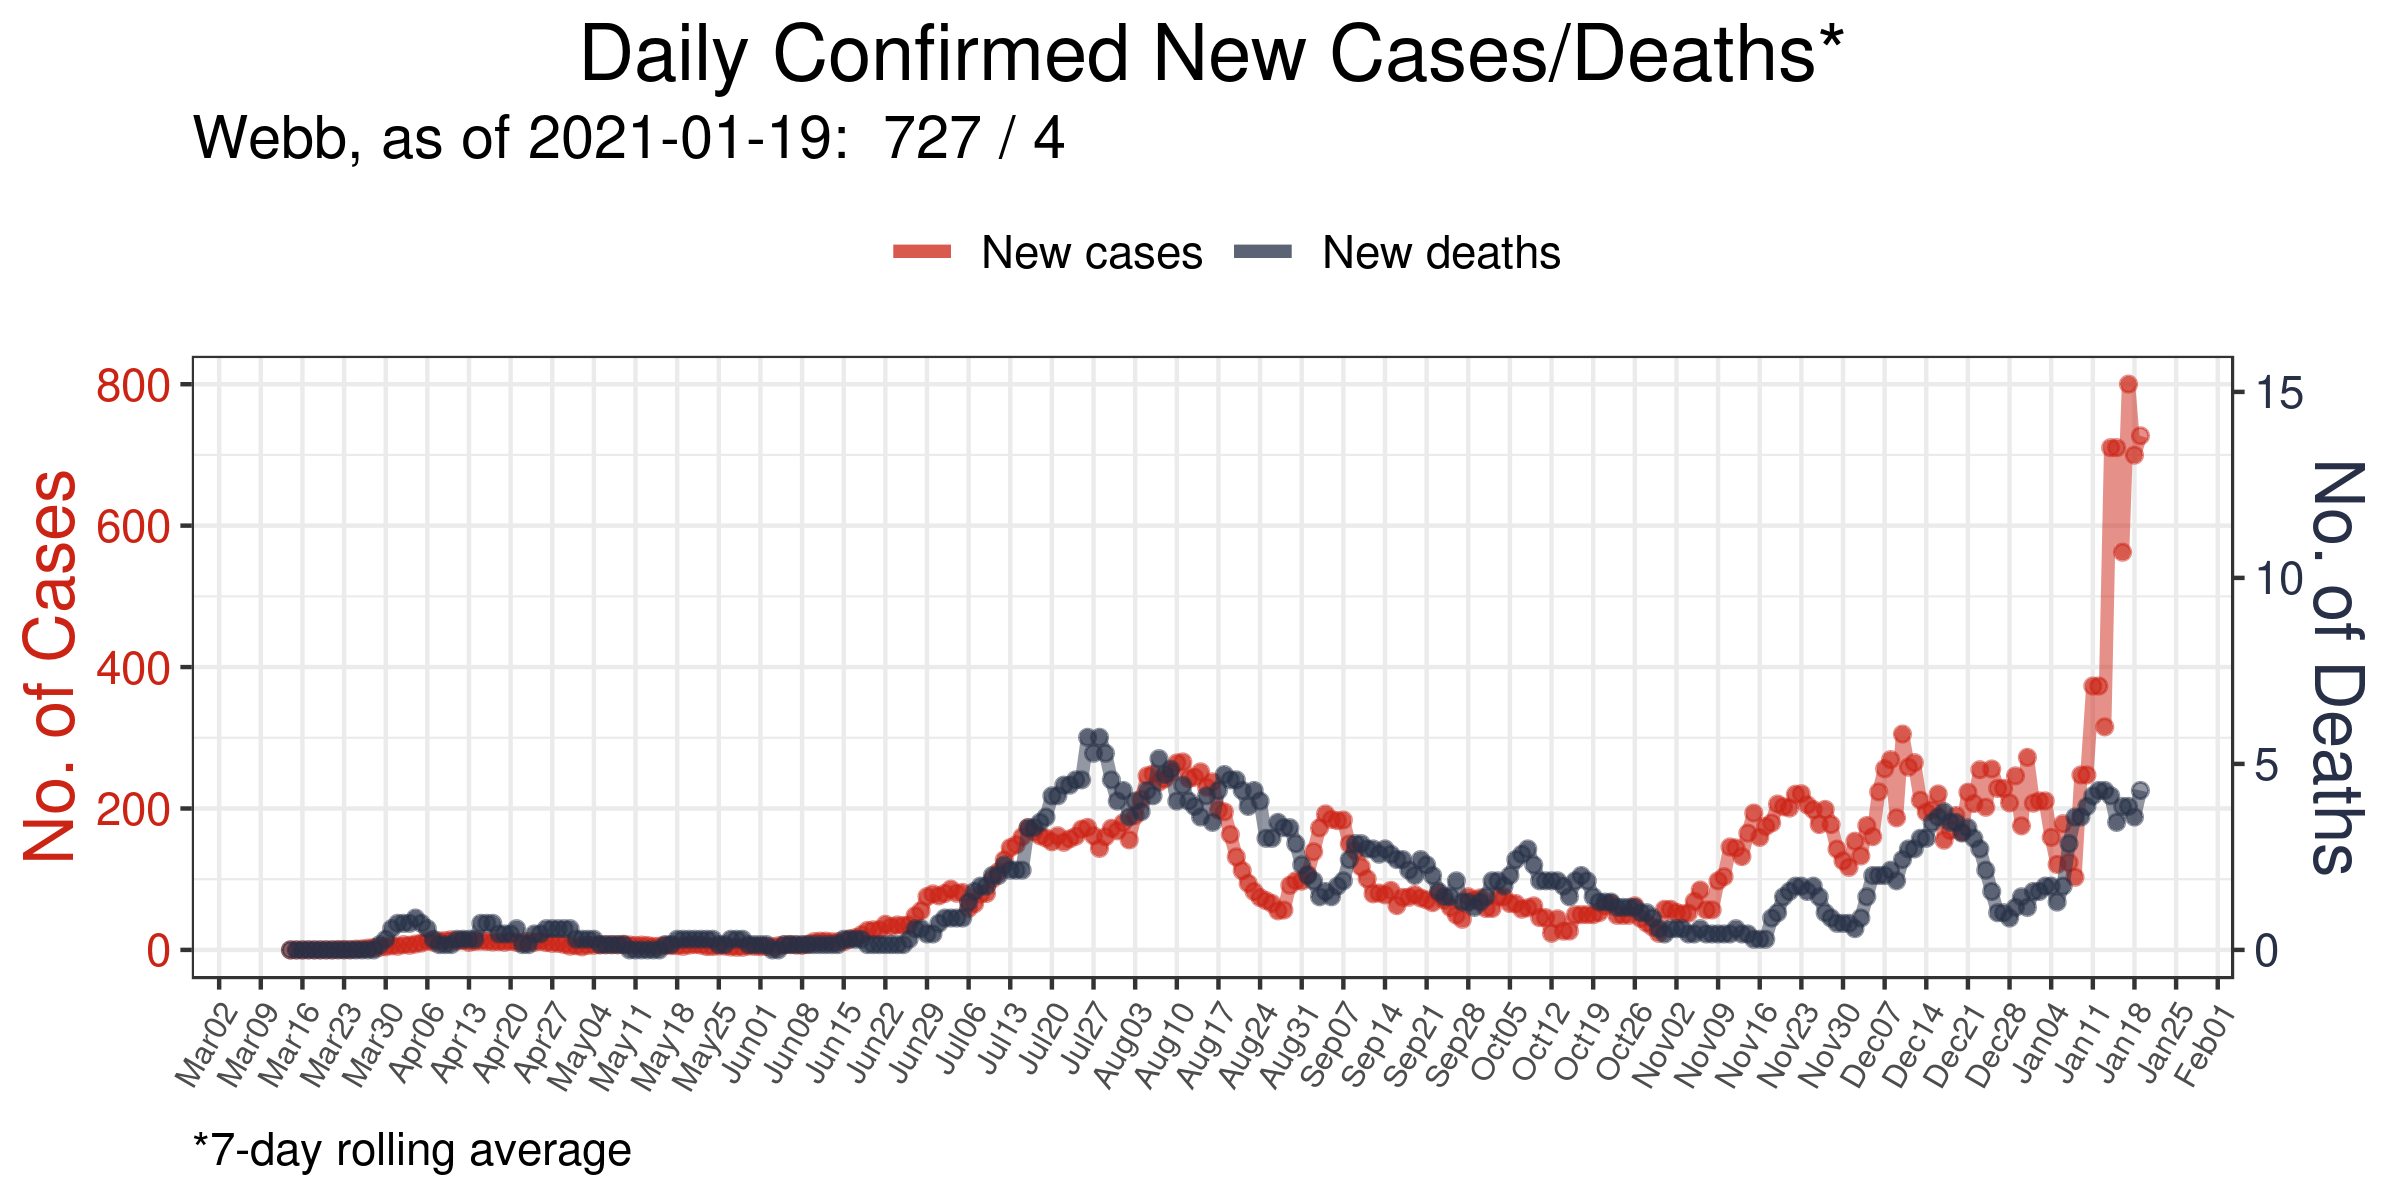 Daily Confirmed New Cases/Deaths*
Webb, as of 2021-01-19:  727 / 4
New cases
New deaths
No. of Cases
800
600
400
200
0
15
10
5
0
No. of Deaths
Mar02
Mar09
Mar16
Mar23
Mar30
Apr06
Apr13
Apr20
Apr27
May04
May11
May18
May25
Jun01
Jun08
Jun15
Jun22
Jun29
Jul06
Jul13
Jul20
Jul27
Aug03
Aug10
Aug17
Aug24
Aug31
Sep07
Sep14
Sep21
Sep28
Oct05
Oct12
Oct19
Oct26
Nov02
Nov09
Nov16
Nov23
Nov30
Dec07
Dec14
Dec21
Dec28
Jan04
Jan11
Jan18
Jan25
Feb01
*7-day rolling average